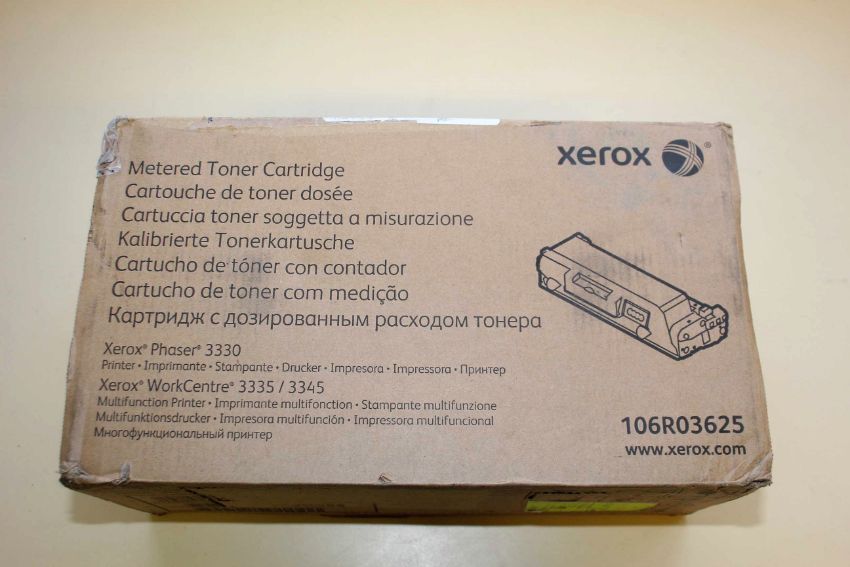 Metered Toner Cartridge
Cartouche de toner dosée
Cartuccia toner soggetta a misurazione
Kalibrierte Tonerkartusche
Cartucho de tóner con contador
Cartucho de toner com medição
Картридж с дозированным расходом тонера
Xerox® Phaser® 3330
Printer • Imprimante • Stampante • Drucker • Impresora • Impressora • Принтер
Xerox® WorkCentre® 3335 / 3345
Multifunction Printer • Imprimante multifonction • Stampante multifunzione
Multifunktionsdrucker • Impresora multifunción • Impressora multifuncional
Многофункциональный принтер
xerox®
106R03625
www.xerox.com